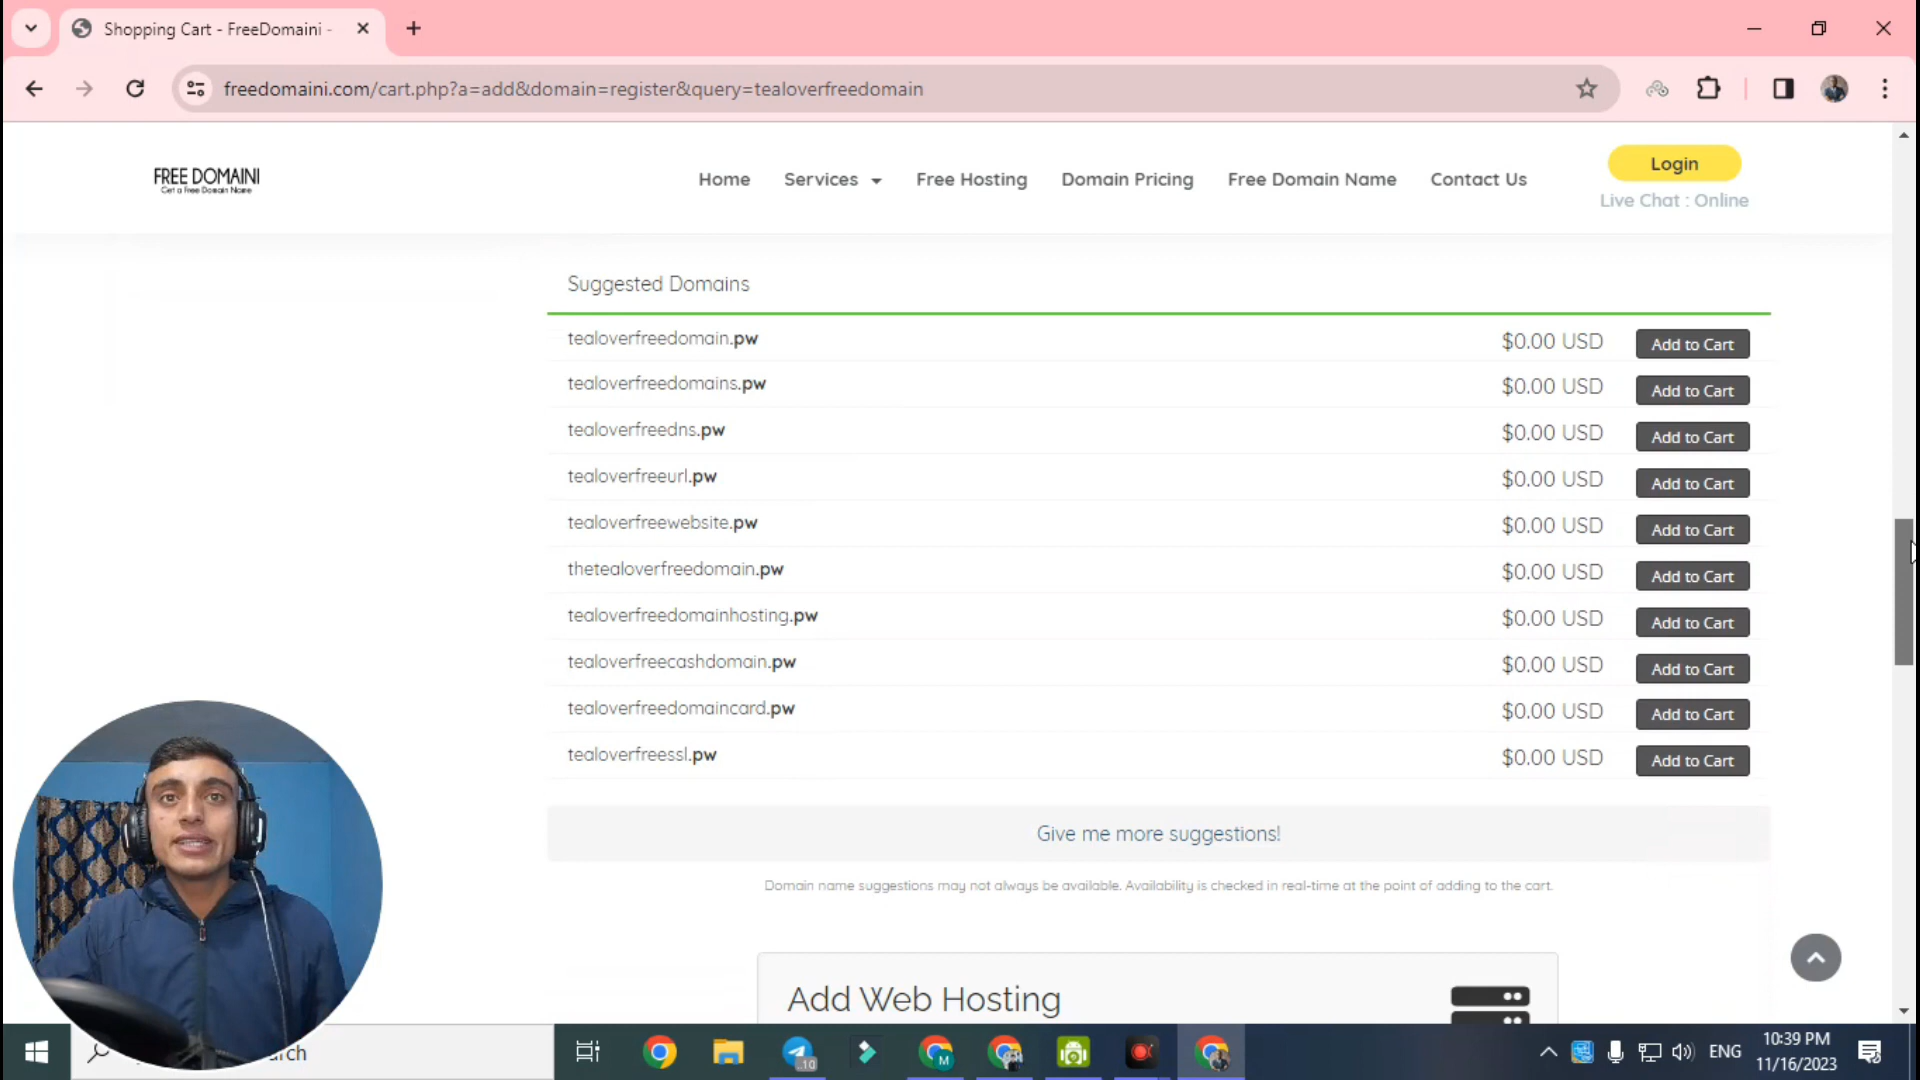 Shopping Cart - FreeDomaini -
freedomaini.com/cart.php?a=add&domain=register&query=tealoverfreedomain
FREE DOMAINI
Get a Free Domain Name
Home
Services
Free Hosting
Domain Pricing
Free Domain Name
Contact Us
Login
Live Chat : Online
Suggested Domains
tealoverfreedomain.pw $0.00 USD Add to Cart
tealoverfreedomains.pw $0.00 USD Add to Cart
tealoverfreedns.pw $0.00 USD Add to Cart
tealoverfreeurl.pw $0.00 USD Add to Cart
tealoverfreewebsite.pw $0.00 USD Add to Cart
thetealoverfreedomain.pw $0.00 USD Add to Cart
tealoverfreedomainhosting.pw $0.00 USD Add to Cart
tealoverfreecashdomain.pw $0.00 USD Add to Cart
tealoverfreedomaincard.pw $0.00 USD Add to Cart
tealoverfreessl.pw $0.00 USD Add to Cart
Give me more suggestions!
Domain name suggestions may not always be available. Availability is checked in real-time at the point of adding to the cart.
Add Web Hosting
10
M
ENG
10:39 PM
11/16/2023